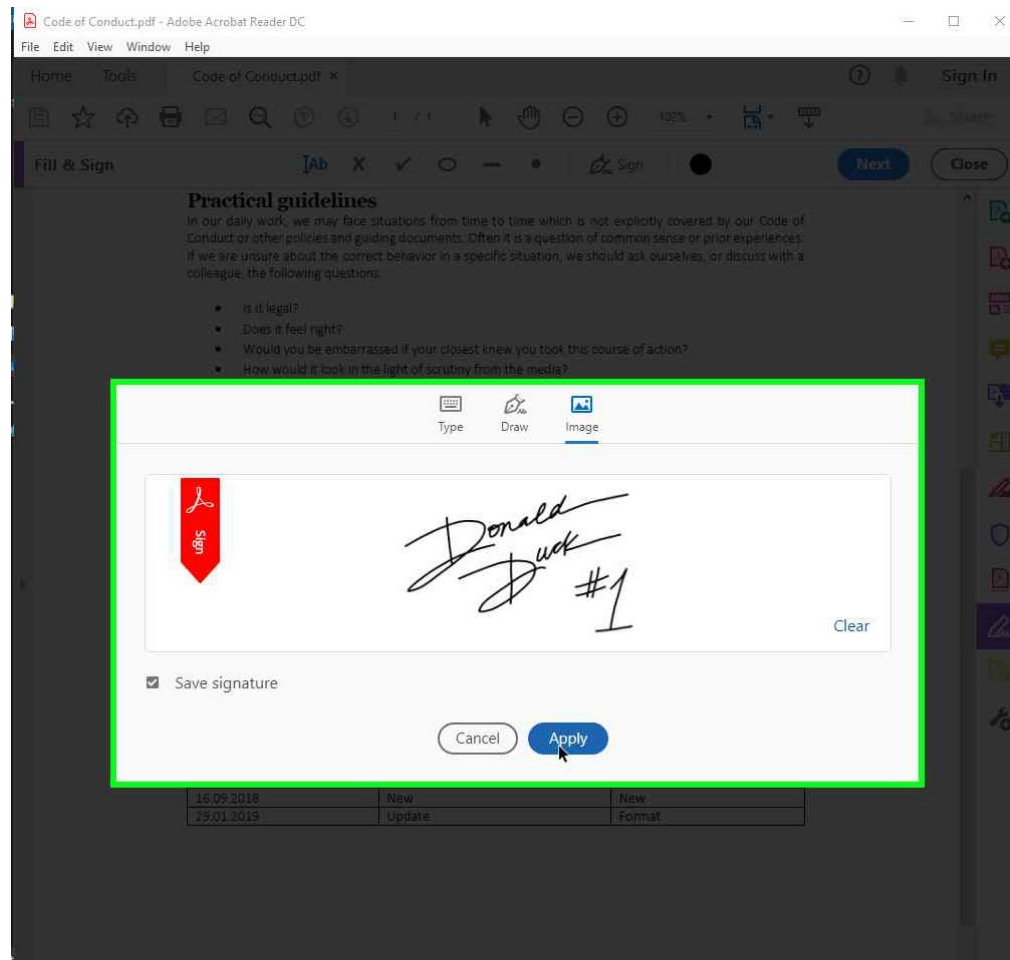 Code of Conduct.pdf - Adobe Acrobat Reader DC
File Edit View Window Help
Home Tools Code of Conduct.pdf × ? Sign In
1 / 1 102% Share
Fill & Sign IAb X Sign Next Close
Practical guidelines
In our daily work, we may face situations from time to time which is not explicitly covered by our Code of
Conduct or other policies and guiding documents. Often it is a question of common sense or prior experiences.
If we are unsure about the correct behavior in a specific situation, we should ask ourselves, or discuss with a
colleague, the following questions:
• Is it legal?
• Does it feel right?
• Would you be embarrassed if your closest knew you took this course of action?
• How would it look in the light of scrutiny from the media?
Type Draw Image
Sign
Donald
Duck
#1
Clear
Save signature
Cancel Apply
16.09.2018 New New
29.01.2019 Update Format